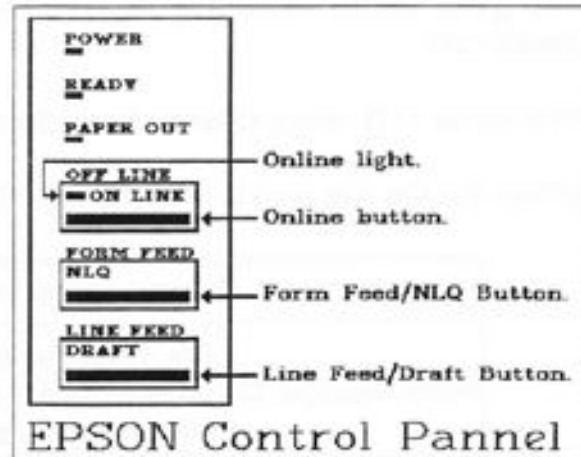 POWER
READY
PAPER OUT
OFF LINE
Online light.
ON LINE
Online button.
FORM FEED
NLQ
Form Feed/NLQ Button.
LINE FEED
DRAFT
Line Feed/Draft Button.
EPSON Control Pannel